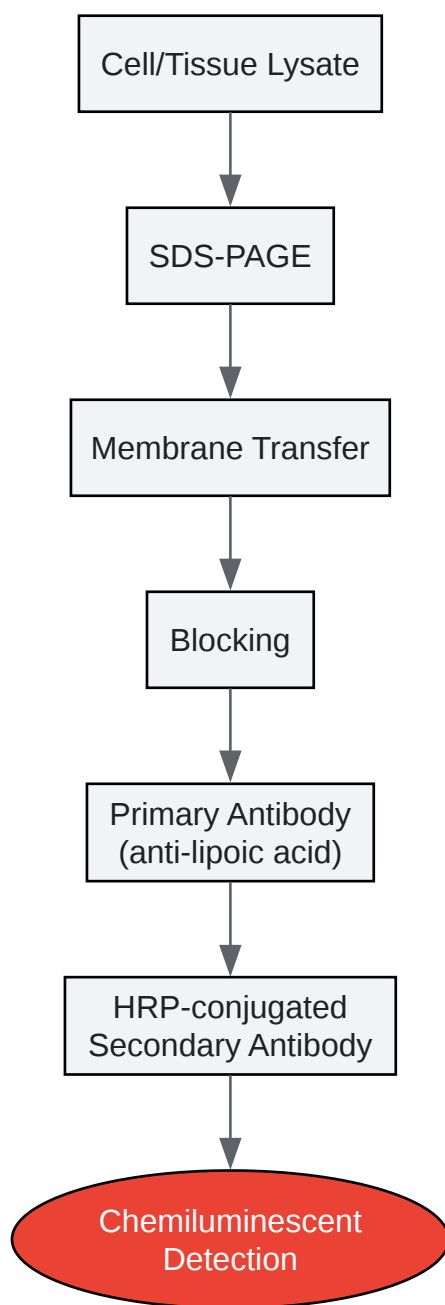 Cell/Tissue Lysate
SDS-PAGE
Membrane Transfer
Blocking
Primary Antibody
(anti-lipoic acid)
HRP-conjugated
Secondary Antibody
Chemiluminescent
Detection